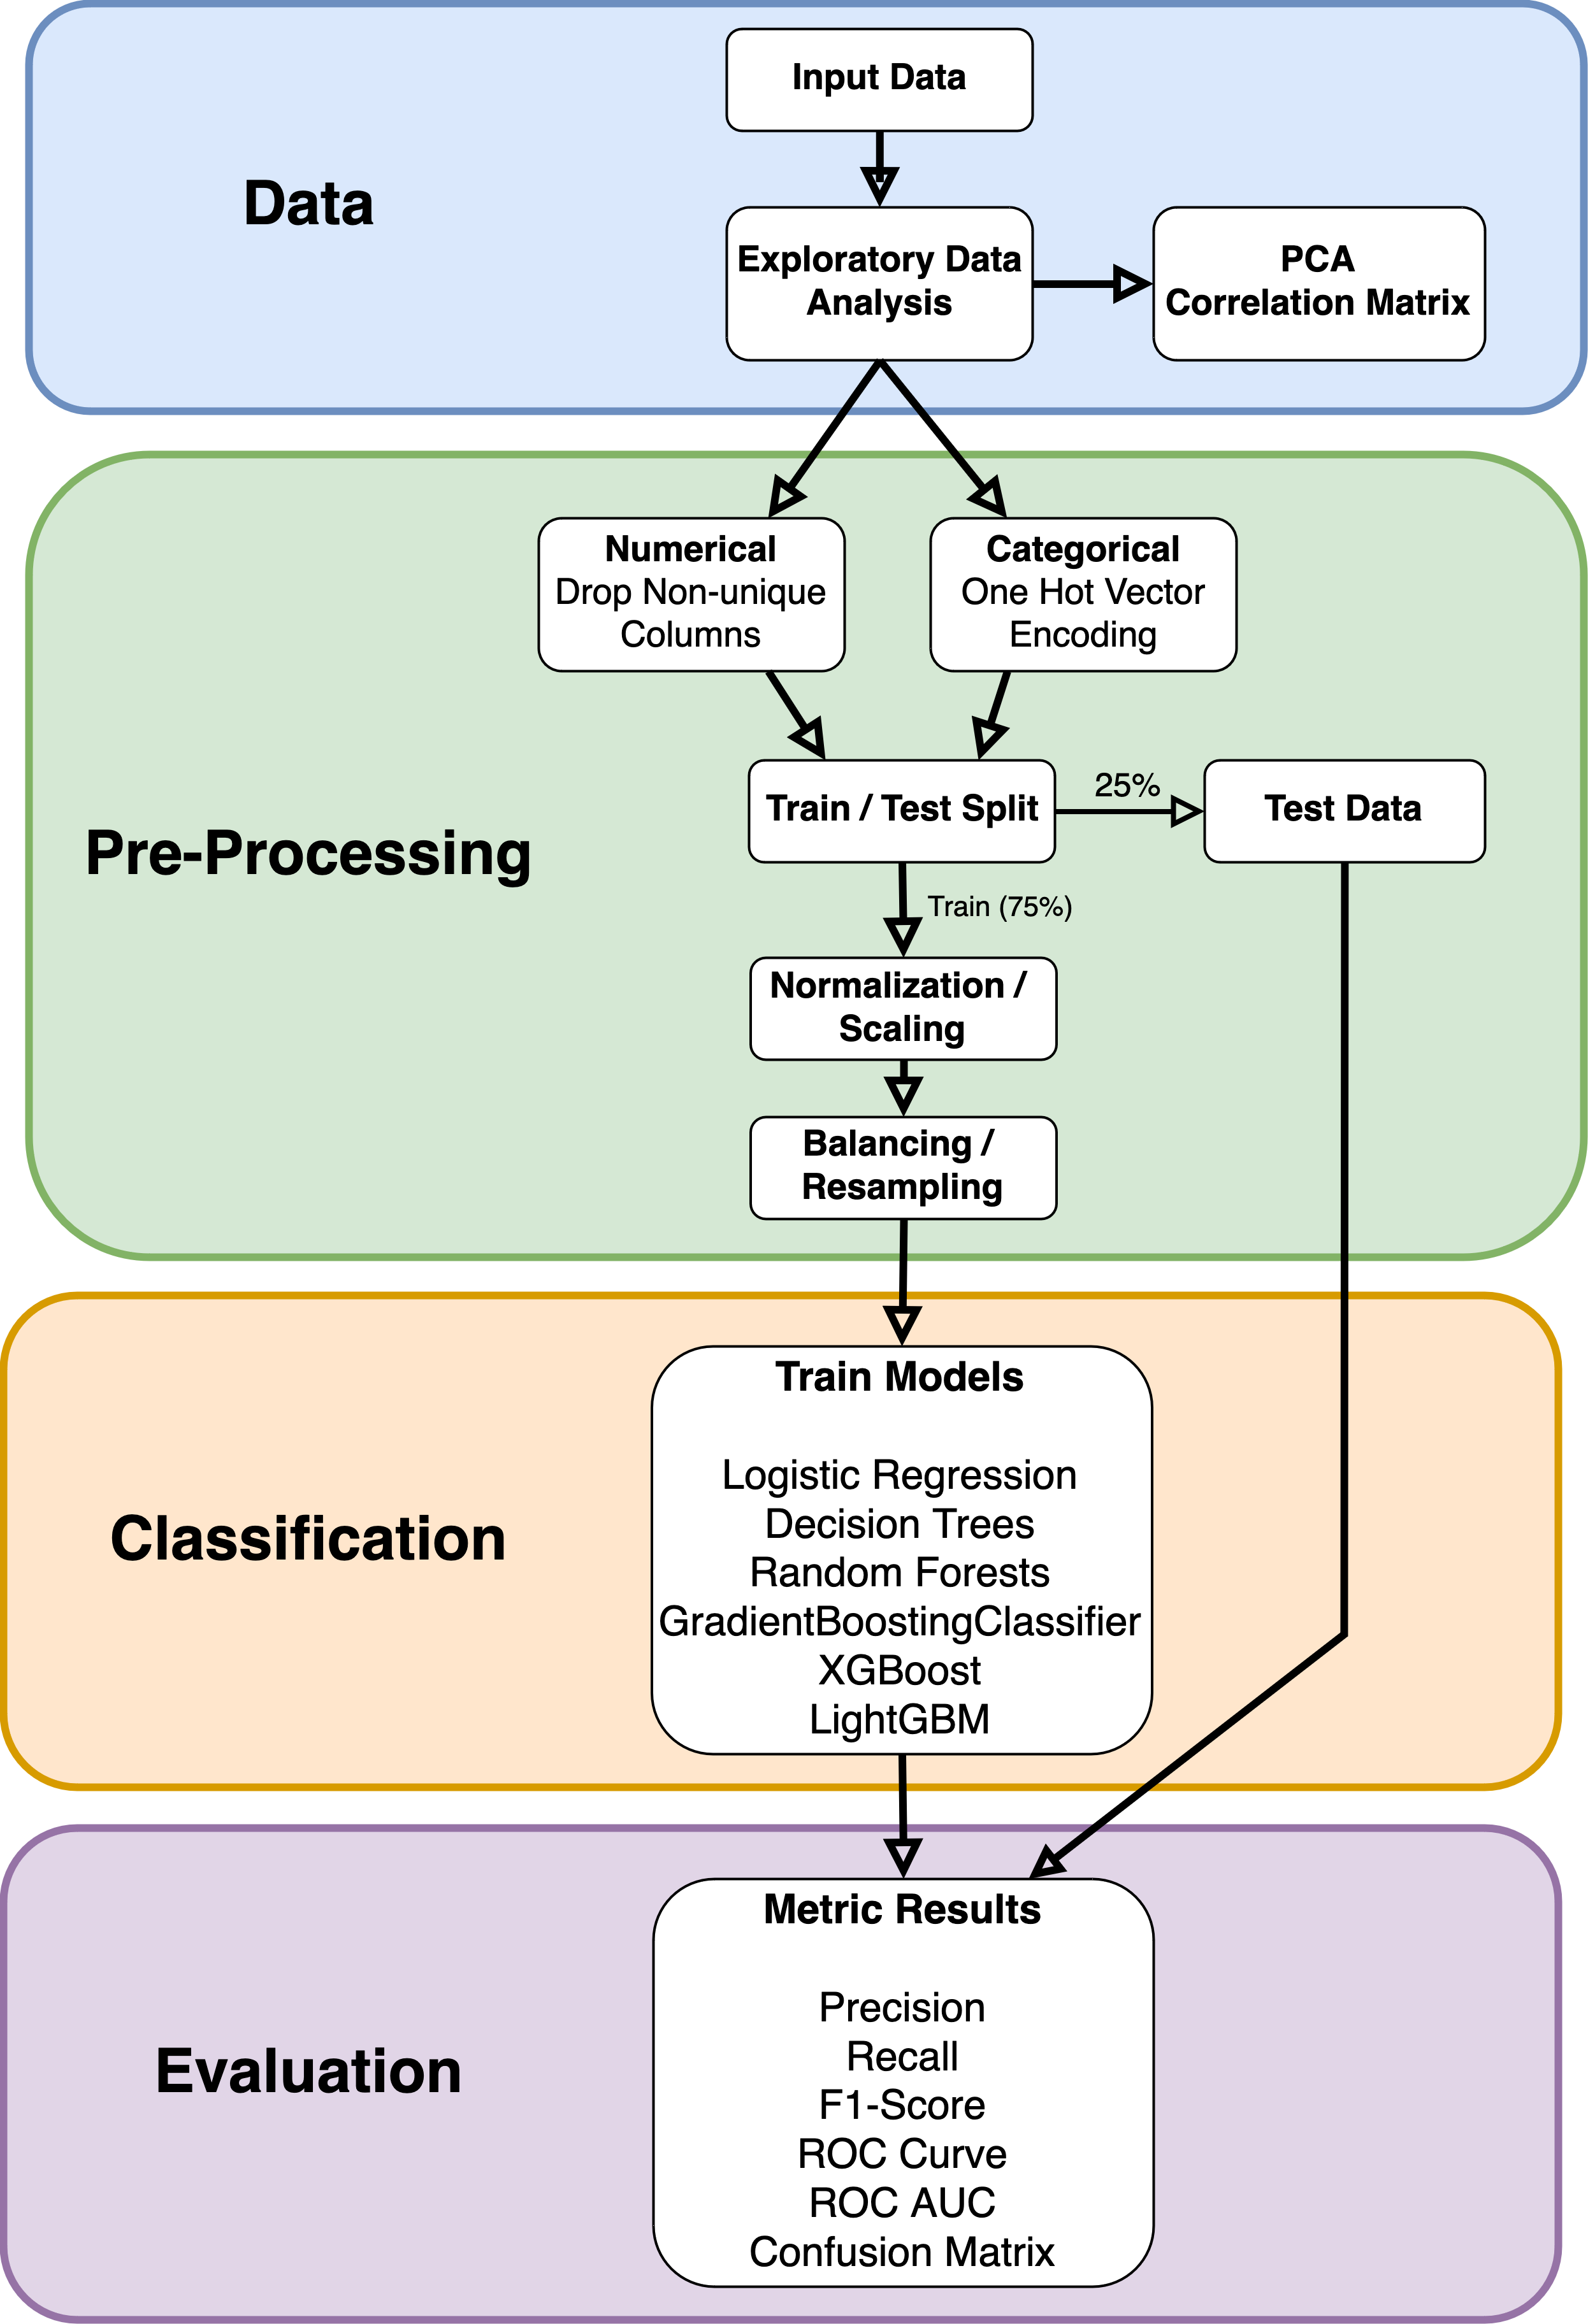 Data
Input Data
Exploratory Data
Analysis
PCA
Correlation Matrix
Pre-Processing
Numerical
Drop Non-unique
Columns
Categorical
One Hot Vector
Encoding
Train / Test Split
25%
Test Data
Train (75%)
Normalization /
Scaling
Balancing /
Resampling
Classification
Train Models
Logistic Regression
Decision Trees
Random Forests
GradientBoostingClassifier
XGBoost
LightGBM
Evaluation
Metric Results
Precision
Recall
F1-Score
ROC Curve
ROC AUC
Confusion Matrix